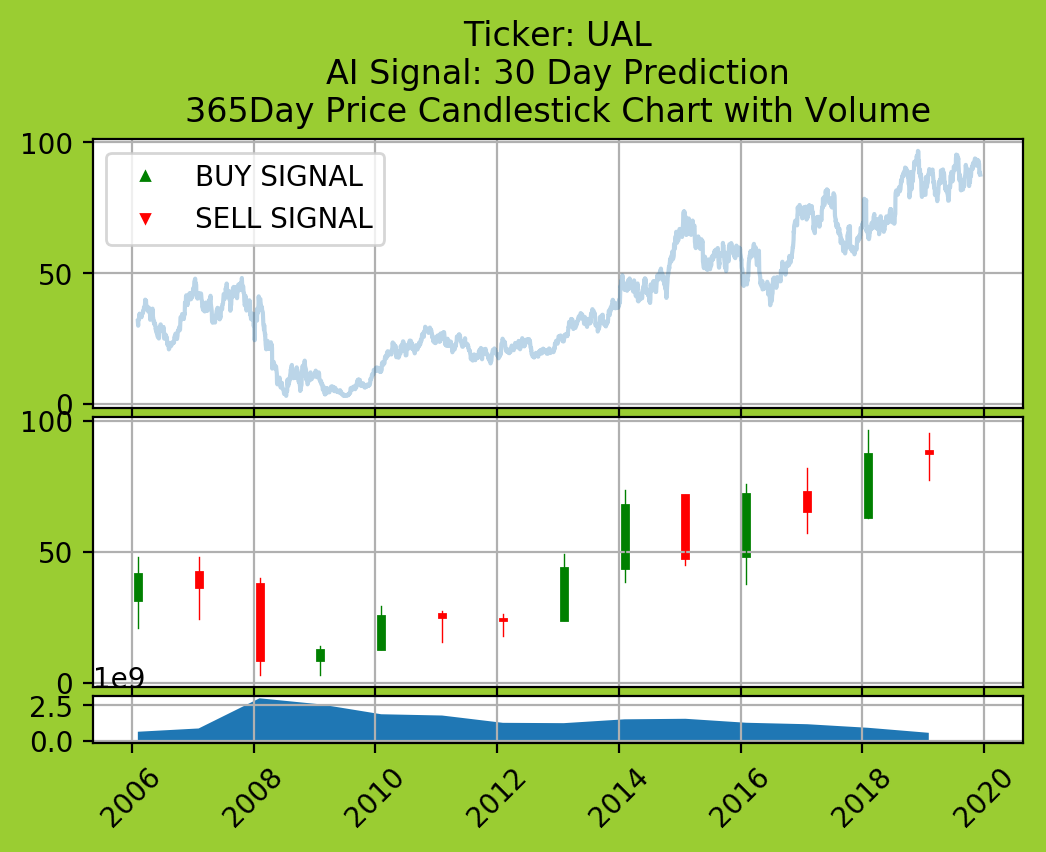 Ticker: UAL
AI Signal: 30 Day Prediction
365Day Price Candlestick Chart with Volume
100
BUY SIGNAL
SELL SIGNAL
50
0
100
50
0
1e9
2.5
0.0
2006 2008 2010 2012 2014 2016 2018 2020